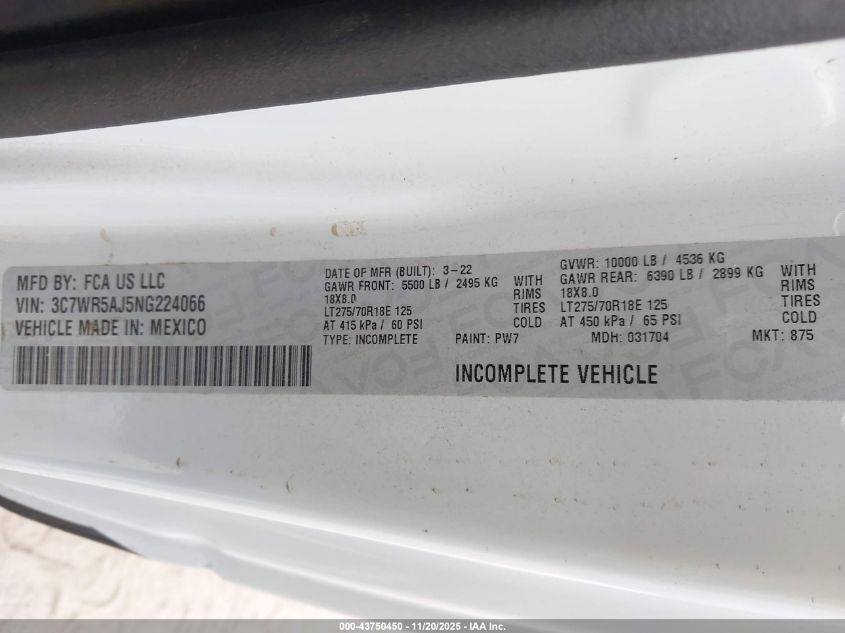 MFD BY: FCA US LLC
VIN: 3C7WR5AJ5NG224066
VEHICLE MADE IN: MEXICO
DATE OF MFR (BUILT): 3-22
GAWR FRONT: 5500 LB / 2495 KG WITH
18X8.0 RIMS
LT275/70R18E 125 TIRES
AT 415 kPa / 60 PSI COLD
TYPE: INCOMPLETE
GVWR: 10000 LB / 4536 KG
GAWR REAR: 6390 LB / 2899 KG WITH
18X8.0 RIMS
LT275/70R18E 125 TIRES
AT 450 kPa / 65 PSI COLD
PAINT: PW7 MDH: 031704 MKT: 875
INCOMPLETE VEHICLE
000-43750450 - 11/20/2025 - IAA Inc.